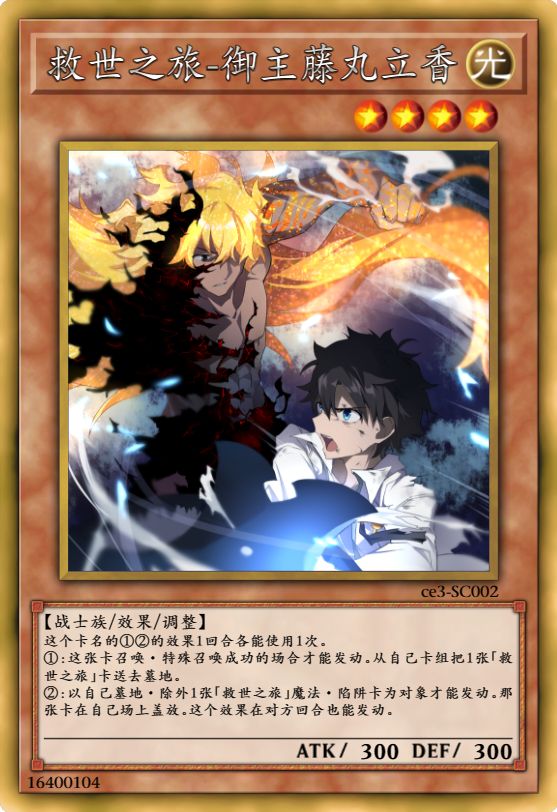 救世之旅-御主藤丸立香
光
ce3-SC002
【战士族/效果/调整】
这个卡名的①②的效果1回合各能使用1次。
①:这张卡召唤·特殊召唤成功的场合才能发动。从自己卡组把1张「救
世之旅」卡送去墓地。
②:以自己墓地·除外1张「救世之旅」魔法·陷阱卡为对象才能发动。那
张卡在自己场上盖放。这个效果在对方回合也能发动。
ATK/ 300 DEF/ 300
16400104